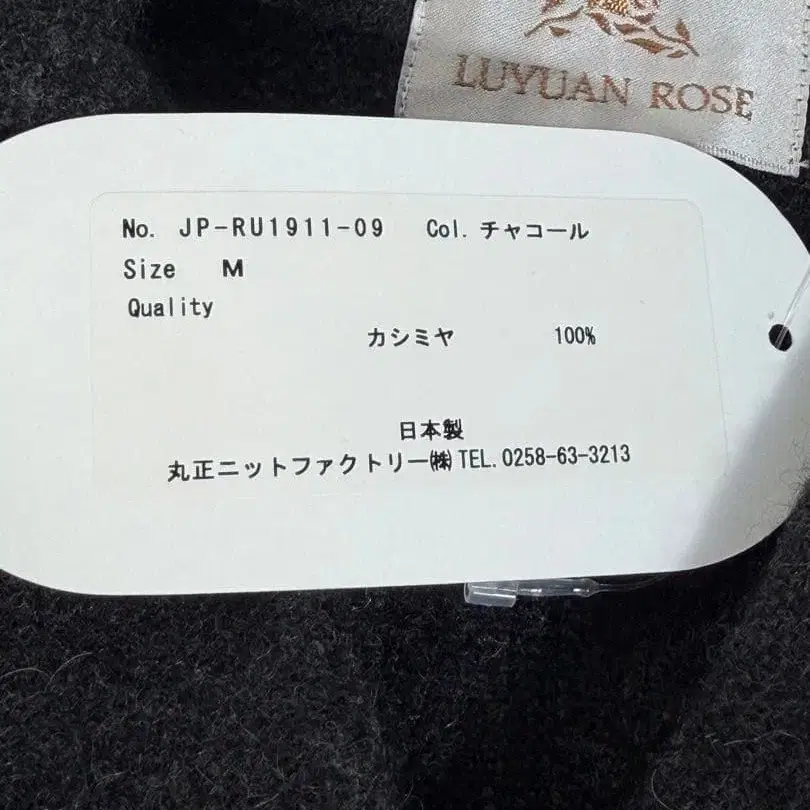 LUYUAN ROSE
No. JP-RU1911-09 Col. チャコール
Size M
Quality
カシミヤ 100%
日本製
丸正ニットファクトリー㈱ TEL. 0258-63-3213